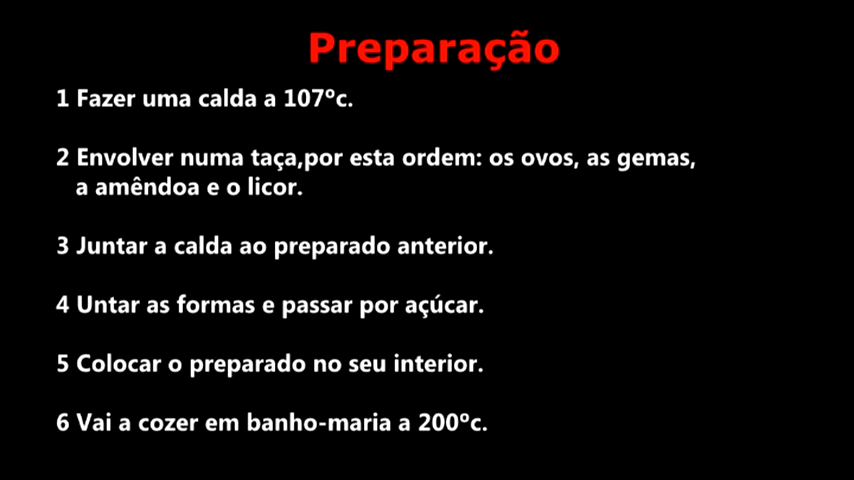 Preparação
1 Fazer uma calda a 107ºc.
2 Envolver numa taça,por esta ordem: os ovos, as gemas,
a amêndoa e o licor.
3 Juntar a calda ao preparado anterior.
4 Untar as formas e passar por açúcar.
5 Colocar o preparado no seu interior.
6 Vai a cozer em banho-maria a 200ºc.